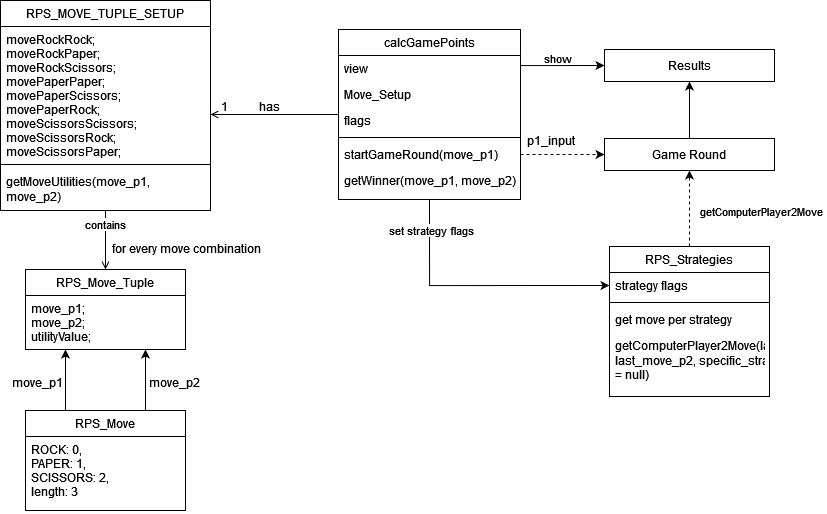 RPS_MOVE_TUPLE_SETUP
moveRockRock;
moveRockPaper;
moveRockScissors;
movePaperPaper;
movePaperScissors;
movePaperRock;
moveScissorsScissors;
moveScissorsRock;
moveScissorsPaper;
getMoveUtilities(move_p1,
move_p2)
1
has
calcGamePoints
view
Move_Setup
flags
startGameRound(move_p1)
getWinner(move_p1, move_p2)
show
Results
p1_input
Game Round
getComputerPlayer2Move
set strategy flags
RPS_Strategies
strategy flags
get move per strategy
getComputerPlayer2Move(
last_move_p2, specific_stra
= null)
contains
for every move combination
RPS_Move_Tuple
move_p1;
move_p2;
utilityValue;
move_p1
move_p2
RPS_Move
ROCK: 0,
PAPER: 1,
SCISSORS: 2,
length: 3